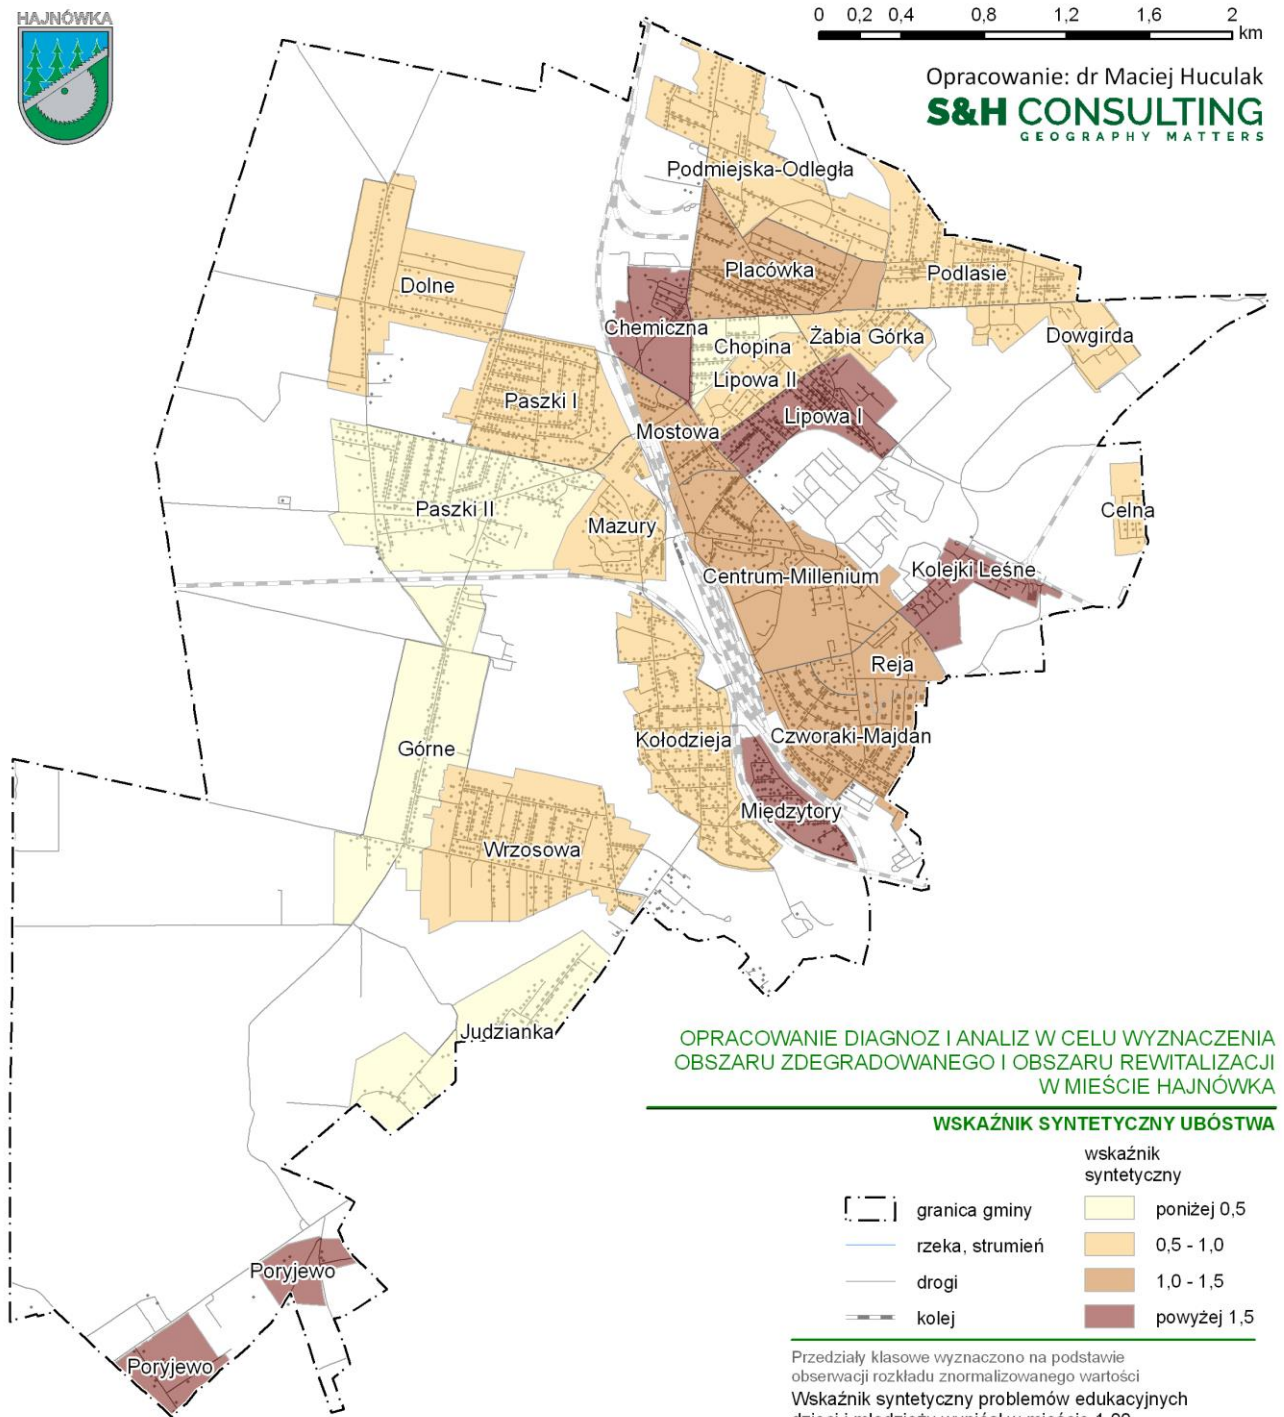 HAJNÓWKA
0 0,2 0,4 0,8 1,2 1,6 2
km
Opracowanie: dr Maciej Huculak
S&H CONSULTING
GEOGRAPHY MATTERS
Podmiejska-Odległa
Placówka
Podlasie
Dolne
Chemiczna
Chopina
Żabia Górka
Dowgirda
Lipowa II
Paszki I
Lipowa I
Mostowa
Paszki II
Mazury
Celna
Centrum-Millenium
Kolejki Leśne
Reja
Górne
Kołodzieja
Czworaki-Majdan
Międzytory
Wrzosowa
Judzianka
Poryjewo
Poryjewo
OPRACOWANIE DIAGNOZ I ANALIZ W CELU WYZNACZENIA
OBSZARU ZDEGRADOWANEGO I OBSZARU REWITALIZACJI
W MIEŚCIE HAJNÓWKA
WSKAŹNIK SYNTETYCZNY UBÓSTWA
wskaźnik
syntetyczny
granica gminy
poniżej 0,5
rzeka, strumień
0,5 - 1,0
drogi
1,0 - 1,5
kolej
powyżej 1,5
Przedziały klasowe wyznaczono na podstawie
obserwacji rozkładu znormalizowanego wartości
Wskaźnik syntetyczny problemów edukacyjnych